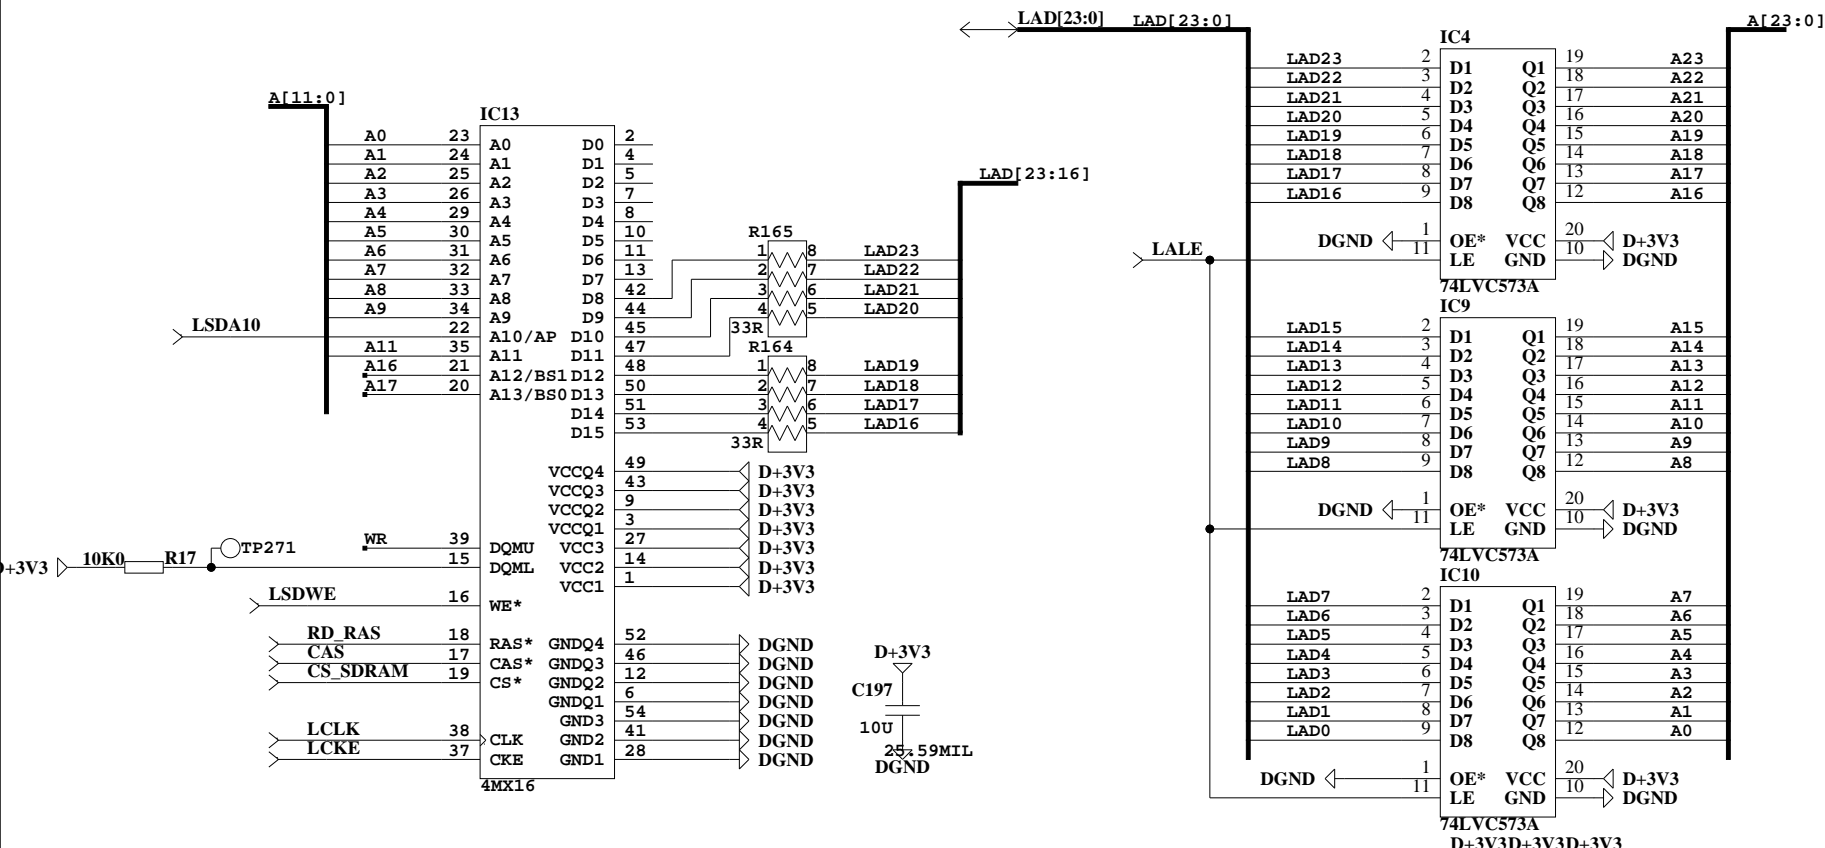 LAD[23:0] LAD[23:0] A[23:0]
A[11:0]
IC13
A0 23 A0 D0 2
A1 24 A1 D1 4
A2 25 A2 D2 5
A3 26 A3 D3 7
A4 29 A4 D4 8
A5 30 A5 D5 10
A6 31 A6 D6 11
A7 32 A7 D7 13
A8 33 A8 D8 42
A9 34 A9 D9 44
LSDA10 22 A10/AP D10 45
A11 35 A11 D11 47
A16 21 A12/BS1 D12 48
A17 20 A13/BS0 D13 50
D14 51
D15 53
VCCQ4 49 D+3V3
VCCQ3 43 D+3V3
VCCQ2 9 D+3V3
VCCQ1 3 D+3V3
WR 39 DQMU VCC3 27 D+3V3
TP271
10K0 R17 15 DQML VCC2 14 D+3V3
VCC1 1 D+3V3
LSDWE 16 WE*
RD_RAS 18 RAS* GNDQ4 52 DGND
CAS 17 CAS* GNDQ3 46 DGND
CS_SDRAM 19 CS* GNDQ2 12 DGND
GNDQ1 6 DGND
GND3 54 DGND
LCLK 38 CLK GND2 41 DGND
LCKE 37 CKE GND1 28 DGND
4MX16
LAD[23:16]
R165
1 8 LAD23
2 7 LAD22
3 6 LAD21
4 5 LAD20
33R
R164
1 8 LAD19
2 7 LAD18
3 6 LAD17
4 5 LAD16
33R
D+3V3
C197
10U
25.59MIL
DGND
LALE
IC4
LAD23 2 D1 Q1 19 A23
LAD22 3 D2 Q2 18 A22
LAD21 4 D3 Q3 17 A21
LAD20 5 D4 Q4 16 A20
LAD19 6 D5 Q5 15 A19
LAD18 7 D6 Q6 14 A18
LAD17 8 D7 Q7 13 A17
LAD16 9 D8 Q8 12 A16
DGND 1 OE* VCC 20 D+3V3
11 LE GND 10 DGND
74LVC573A
IC9
LAD15 2 D1 Q1 19 A15
LAD14 3 D2 Q2 18 A14
LAD13 4 D3 Q3 17 A13
LAD12 5 D4 Q4 16 A12
LAD11 6 D5 Q5 15 A11
LAD10 7 D6 Q6 14 A10
LAD9 8 D7 Q7 13 A9
LAD8 9 D8 Q8 12 A8
DGND 1 OE* VCC 20 D+3V3
11 LE GND 10 DGND
74LVC573A
IC10
LAD7 2 D1 Q1 19 A7
LAD6 3 D2 Q2 18 A6
LAD5 4 D3 Q3 17 A5
LAD4 5 D4 Q4 16 A4
LAD3 6 D5 Q5 15 A3
LAD2 7 D6 Q6 14 A2
LAD1 8 D7 Q7 13 A1
LAD0 9 D8 Q8 12 A0
DGND 1 OE* VCC 20 D+3V3
11 LE GND 10 DGND
74LVC573A
D+3V3D+3V3D+3V3